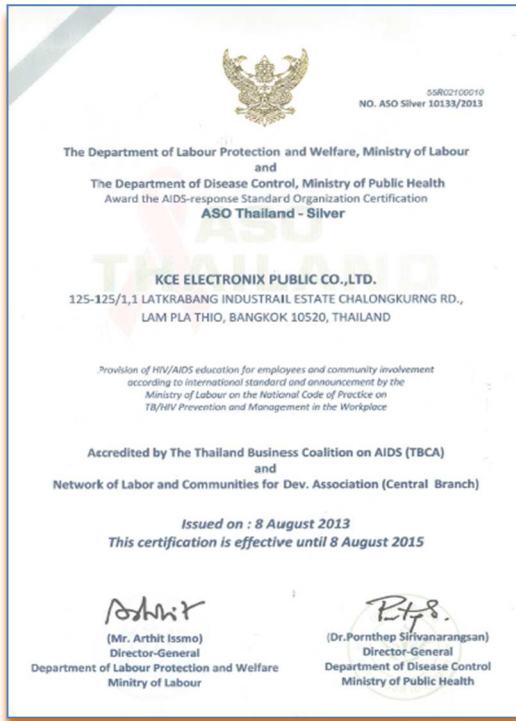 55R02100010
NO. ASO Silver 10133/2013
The Department of Labour Protection and Welfare, Ministry of Labour
and
The Department of Disease Control, Ministry of Public Health
Award the AIDS-response Standard Organization Certification
ASO Thailand - Silver
ASO
THAILAND
KCE ELECTRONIX PUBLIC CO.,LTD.
125-125/1,1 LATKRABANG INDUSTRAIL ESTATE CHALONGKURNG RD.,
LAM PLA THIO, BANGKOK 10520, THAILAND
Provision of HIV/AIDS education for employees and community involvement
according to international standard and announcement by the
Ministry of Labour on the National Code of Practice on
TB/HIV Prevention and Management in the Workplace
Accredited by The Thailand Business Coalition on AIDS (TBCA)
and
Network of Labor and Communities for Dev. Association (Central Branch)
Issued on : 8 August 2013
This certification is effective until 8 August 2015
(Mr. Arthit Issmo)
Director-General
Department of Labour Protection and Welfare
Minitry of Labour
(Dr.Pornthep Sirivanarangsan)
Director-General
Department of Disease Control
Ministry of Public Health